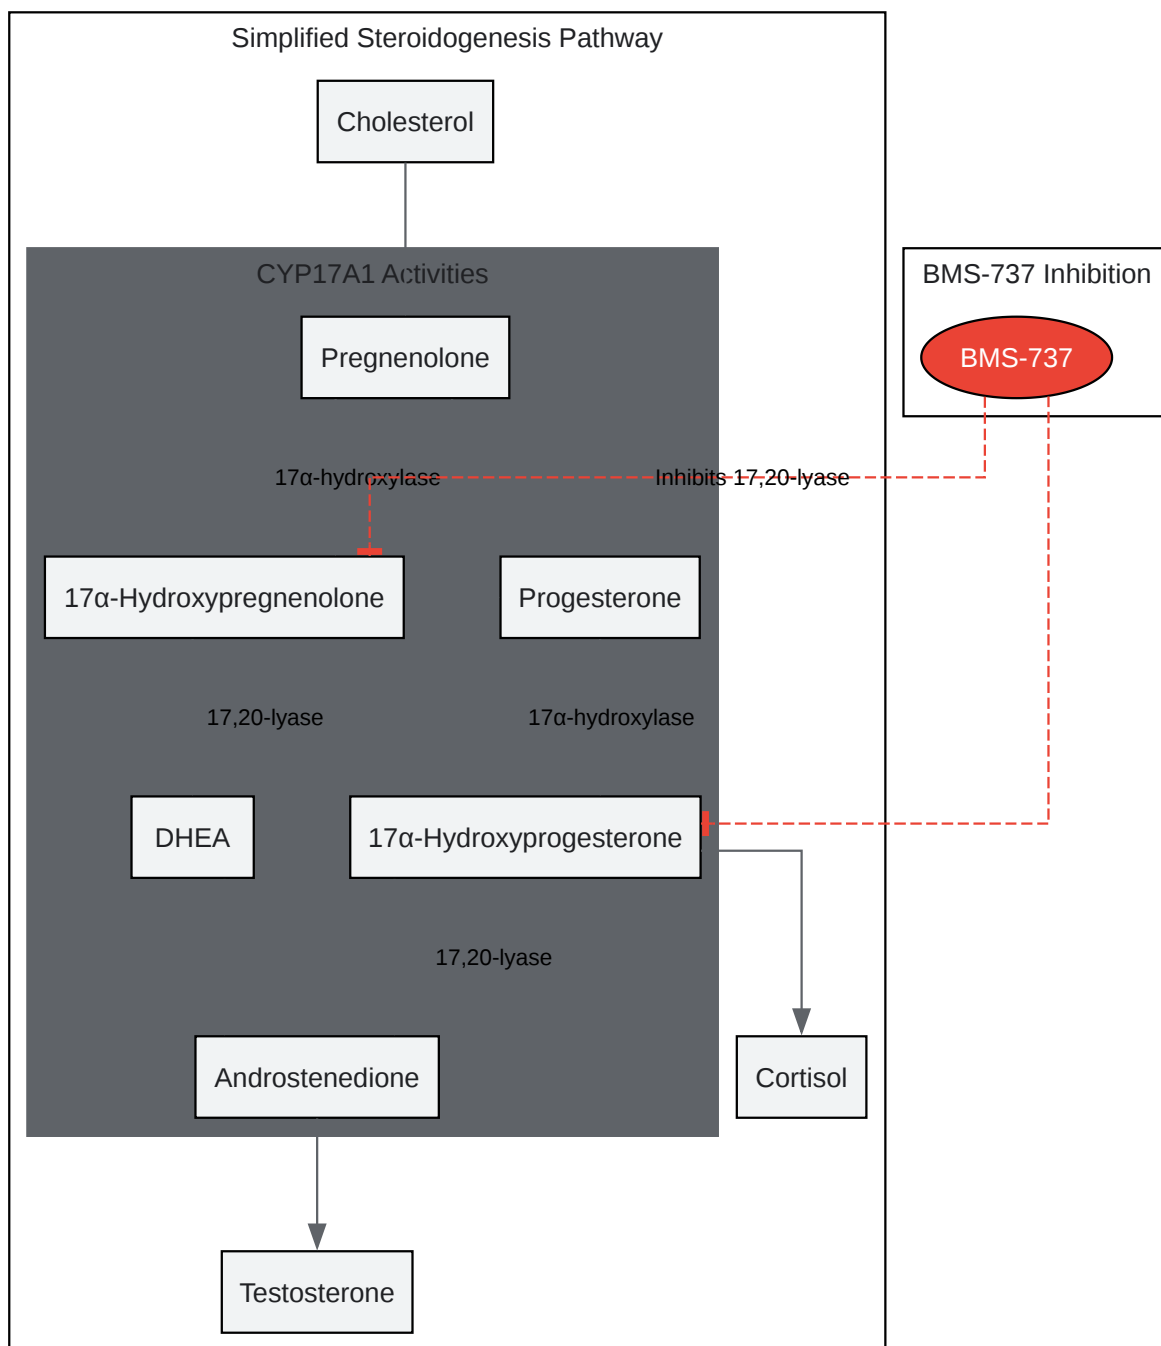 Simplified Steroidogenesis Pathway
Cholesterol
CYP17A1 Activities
BMS-737 Inhibition
Pregnenolone
BMS-737
17α-hydroxylase
Inhibits 17,20-lyase
17α-Hydroxypregnenolone
Progesterone
17,20-lyase
17α-hydroxylase
DHEA
17α-Hydroxyprogesterone
17,20-lyase
Androstenedione
Cortisol
Testosterone